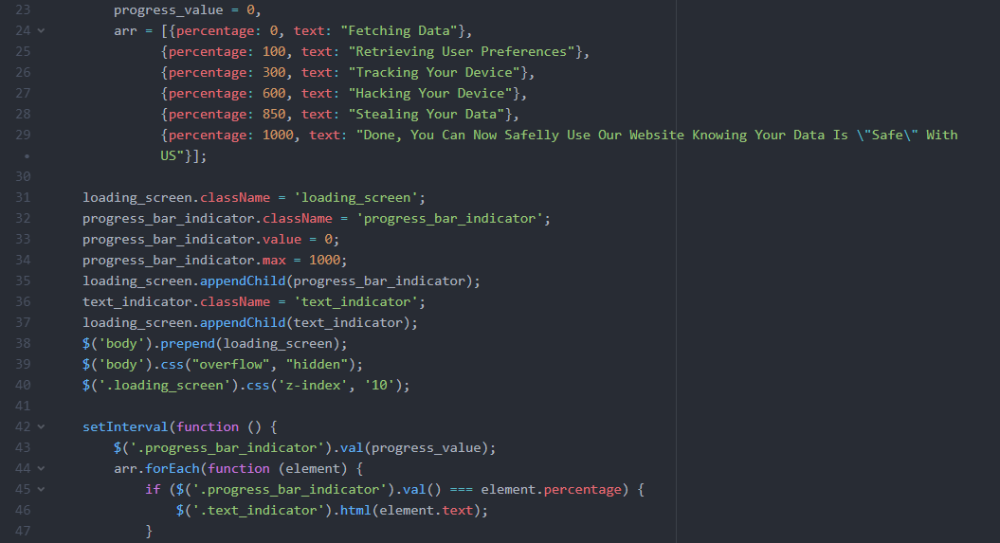 23 progress_value = 0,
24 arr = [{percentage: 0, text: "Fetching Data"},
25 {percentage: 100, text: "Retrieving User Preferences"},
26 {percentage: 300, text: "Tracking Your Device"},
27 {percentage: 600, text: "Hacking Your Device"},
28 {percentage: 850, text: "Stealing Your Data"},
29 {percentage: 1000, text: "Done, You Can Now Safelly Use Our Website Knowing Your Data Is \"Safe\" With
• US"}];
30
31 loading_screen.className = 'loading_screen';
32 progress_bar_indicator.className = 'progress_bar_indicator';
33 progress_bar_indicator.value = 0;
34 progress_bar_indicator.max = 1000;
35 loading_screen.appendChild(progress_bar_indicator);
36 text_indicator.className = 'text_indicator';
37 loading_screen.appendChild(text_indicator);
38 $('body').prepend(loading_screen);
39 $('body').css("overflow", "hidden");
40 $('.loading_screen').css('z-index', '10');
41
42 setInterval(function () {
43 $('.progress_bar_indicator').val(progress_value);
44 arr.forEach(function (element) {
45 if ($('.progress_bar_indicator').val() === element.percentage) {
46 $('.text_indicator').html(element.text);
47 }